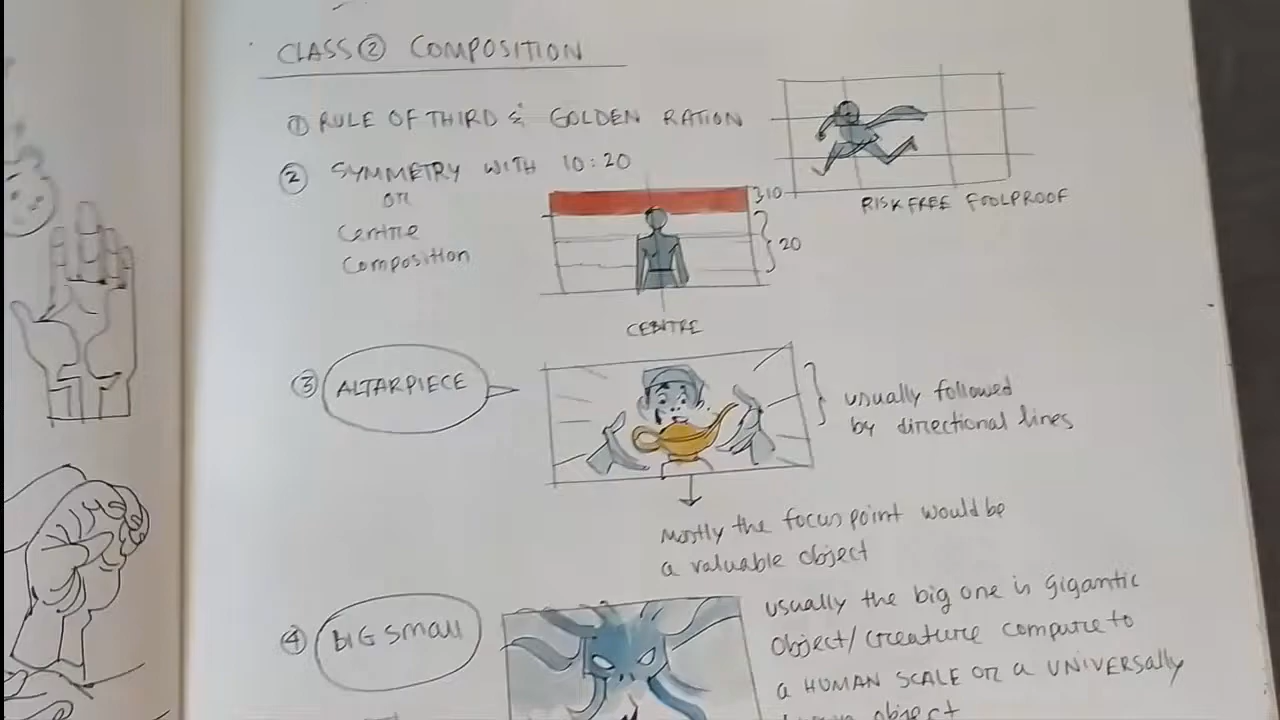 CLASS ② COMPOSITION
① RULE OF THIRD & GOLDEN RATION
RISK FREE FOOLPROOF
② SYMMETRY WITH 10:20
OR
Centre
Composition
10
20
CENTRE
③ ALTARPIECE
usually followed
by directional lines
Mostly the focus point would be
a valuable object
④ BIG SMALL
usually the big one is gigantic
object/creature compare to
a HUMAN SCALE OR a UNIVERSALLY
object